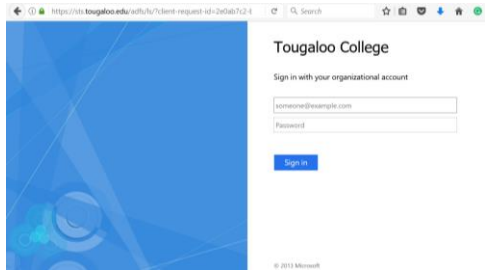 https://sts.tougaloo.edu/adfs/ls/?client-request-id=2e0ab7c2-t
Search
Tougaloo College
Sign in with your organizational account
someone@example.com
Password
Sign in
© 2013 Microsoft